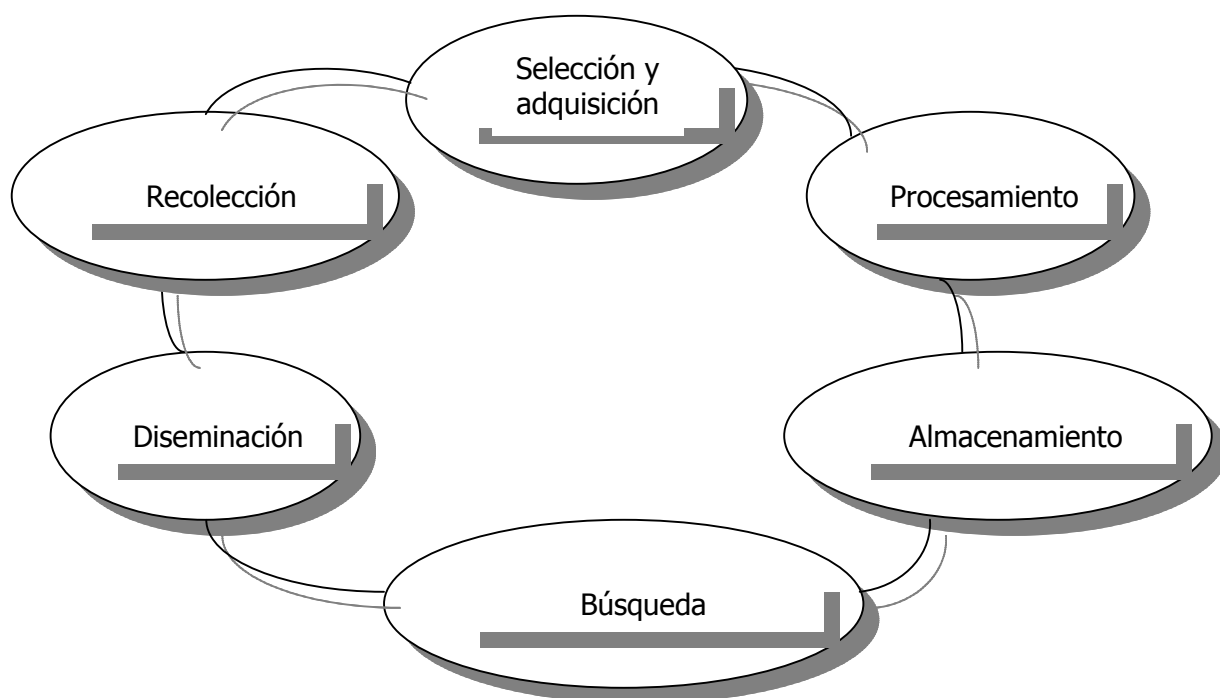 Selección y
adquisición
Recolección
Procesamiento
Diseminación
Almacenamiento
Búsqueda